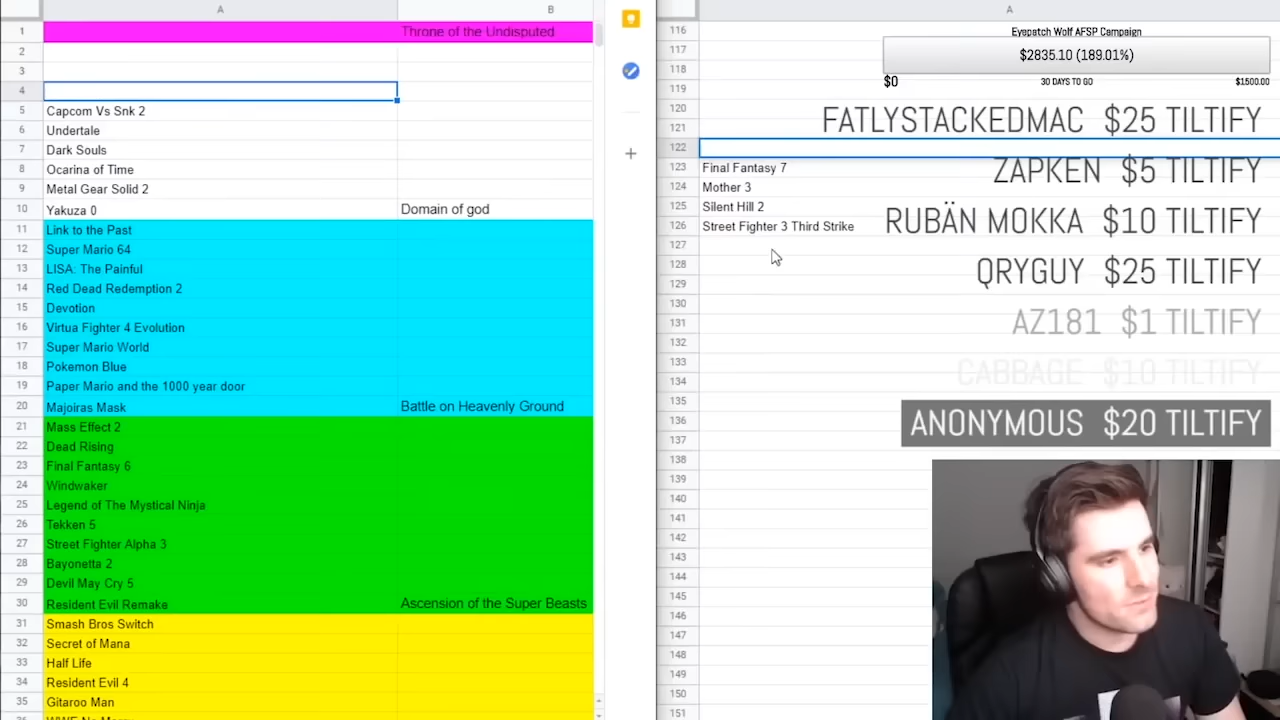 A
B
1 Throne of the Undisputed
2
3
4
5 Capcom Vs Snk 2
6 Undertale
7 Dark Souls
8 Ocarina of Time
9 Metal Gear Solid 2
10 Yakuza 0 Domain of god
11 Link to the Past
12 Super Mario 64
13 LISA: The Painful
14 Red Dead Redemption 2
15 Devotion
16 Virtua Fighter 4 Evolution
17 Super Mario World
18 Pokemon Blue
19 Paper Mario and the 1000 year door
20 Majoiras Mask Battle on Heavenly Ground
21 Mass Effect 2
22 Dead Rising
23 Final Fantasy 6
24 Windwaker
25 Legend of The Mystical Ninja
26 Tekken 5
27 Street Fighter Alpha 3
28 Bayonetta 2
29 Devil May Cry 5
30 Resident Evil Remake Ascension of the Super Beasts
31 Smash Bros Switch
32 Secret of Mana
33 Half Life
34 Resident Evil 4
35 Gitaroo Man
A
116
117
118
119
120
121
122
123 Final Fantasy 7
124 Mother 3
125 Silent Hill 2
126 Street Fighter 3 Third Strike
127
128
129
130
131
132
133
134
135
136
137
138
139
140
141
142
143
144
145
146
147
148
149
150
151
Eyepatch Wolf AFSP Campaign
$2835.10 (189.01%)
$0 30 DAYS TO GO $1500.00
FATLYSTACKEDMAC $25 TILTIFY
ZAPKEN $5 TILTIFY
RUBÄN MOKKA $10 TILTIFY
QRYGUY $25 TILTIFY
AZ181 $1 TILTIFY
CABBAGE $10 TILTIFY
ANONYMOUS $20 TILTIFY